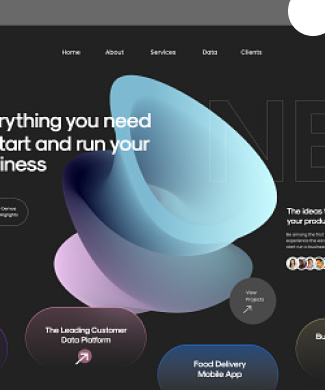 Home About Services Data Clients
rything you need
tart and run your
iness
NE
The ideas
your produ
View
Projects
The Leading Customer
Data Platform
Food Delivery
Mobile App
Bu